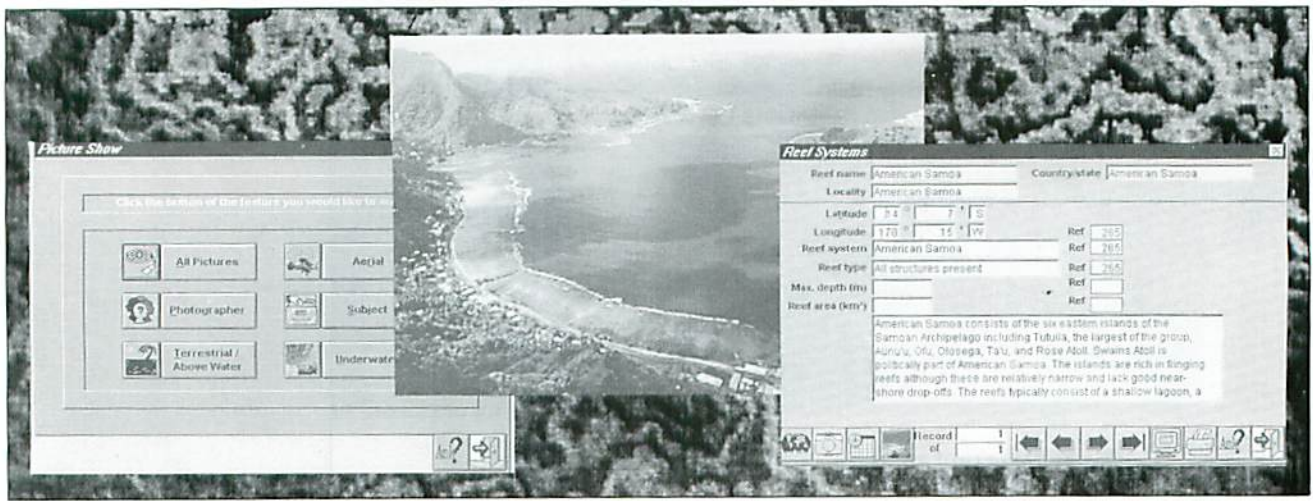 Picture Show
Click the button of the feature you would like to
All Pictures
Aerial
Photographer
Subject
Terrestrial /
Above Water
Underwater
Reef Systems
Reef name American Samoa Country/state American Samoa
Locality American Samoa
Latitude ° 7 ' S
Longitude 170 ° 15 ' W Ref 265
Reef system American Samoa Ref 265
Reef type All structures present Ref 265
Max. depth (m) Ref
Reef area (km²) Ref
American Samoa consists of the six eastern islands of the
Samoan Archipelago including Tutuila, the largest of the group,
Aunu'u, Ofu, Olosega, Ta'u, and Rose Atoll. Swains Atoll is
politically part of American Samoa. The islands are rich in fringing
reefs although these are relatively narrow and lack good near-
shore drop-offs. The reefs typically consist of a shallow lagoon, a
Record 1
of 1